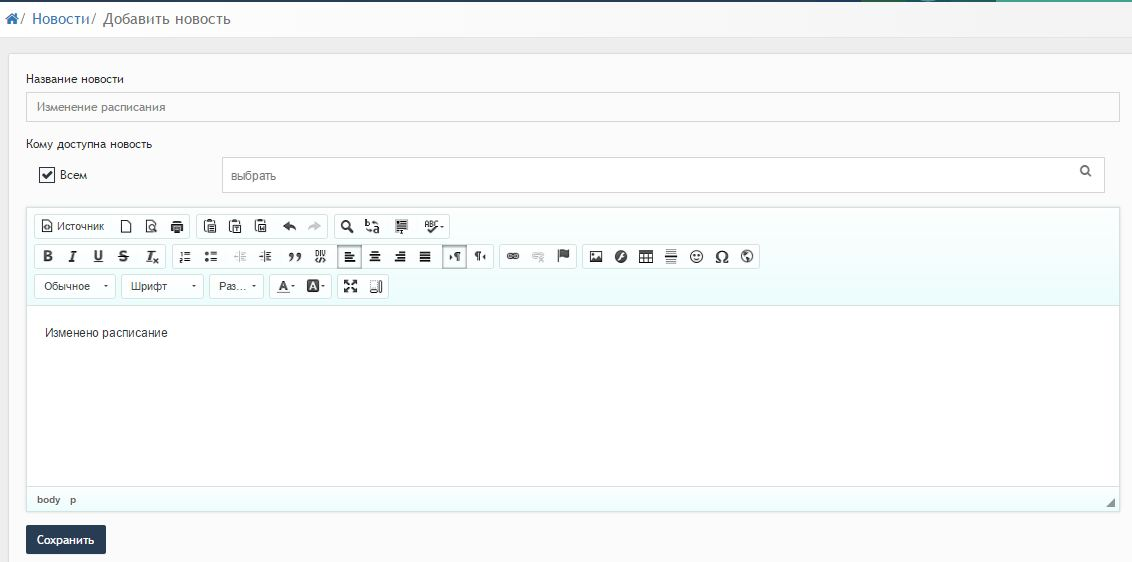 / Новости/ Добавить новость
Название новости
Изменение расписания
Кому доступна новость
Всем
выбрать
Источник
Обычное Шрифт Раз...
Изменено расписание
body p
Сохранить